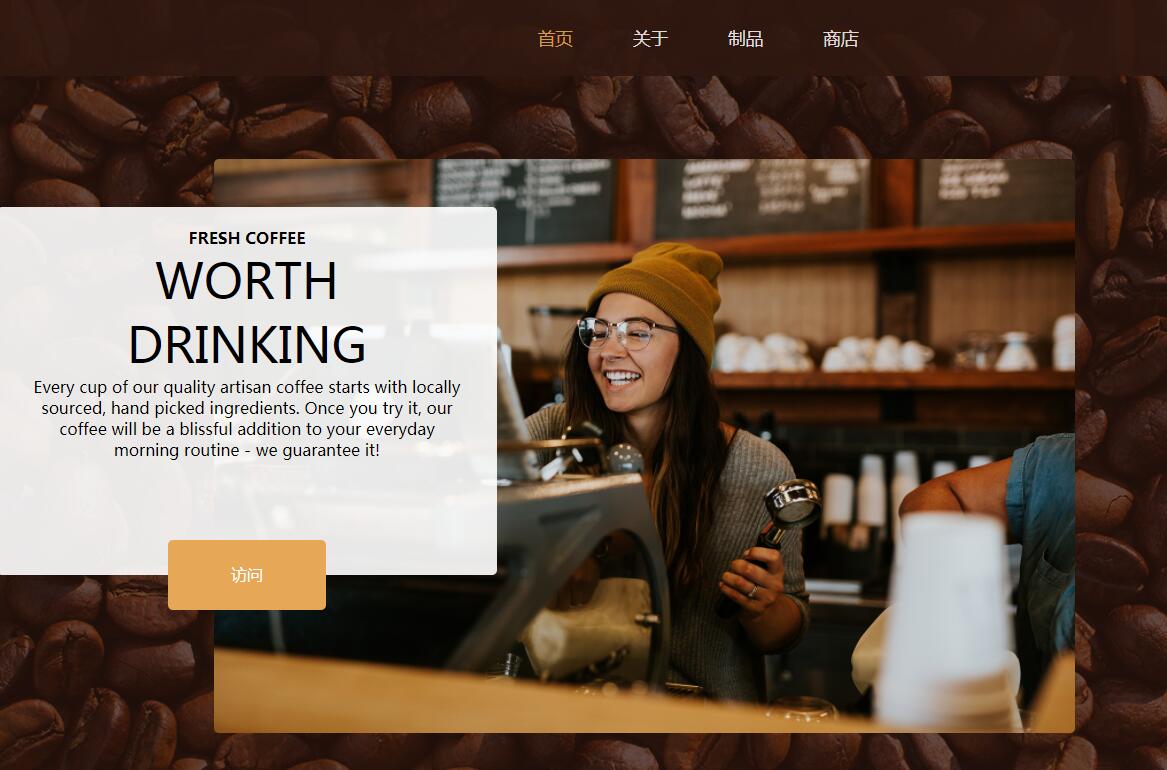 首页 关于 制品 商店
FRESH COFFEE
WORTH
DRINKING
Every cup of our quality artisan coffee starts with locally
sourced, hand picked ingredients. Once you try it, our
coffee will be a blissful addition to your everyday
morning routine - we guarantee it!
访问